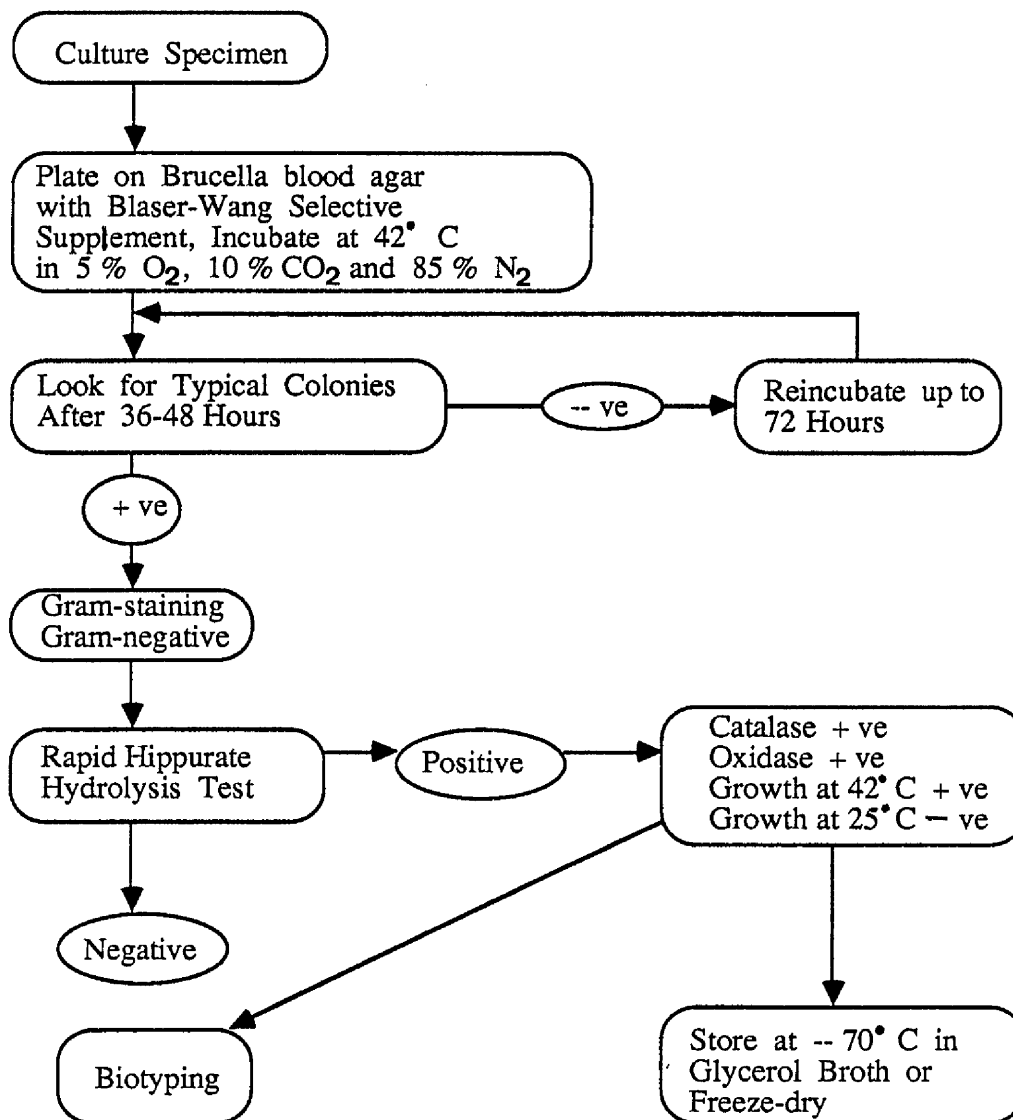 Culture Specimen
Plate on Brucella blood agar
with Blaser-Wang Selective
Supplement, Incubate at 42° C
in 5 % O₂, 10 % CO₂ and 85 % N₂
Look for Typical Colonies
After 36-48 Hours
-- ve
Reincubate up to
72 Hours
+ ve
Gram-staining
Gram-negative
Rapid Hippurate
Hydrolysis Test
Positive
Catalase + ve
Oxidase + ve
Growth at 42° C + ve
Growth at 25° C — ve
Negative
Biotyping
Store at -- 70° C in
Glycerol Broth or
Freeze-dry